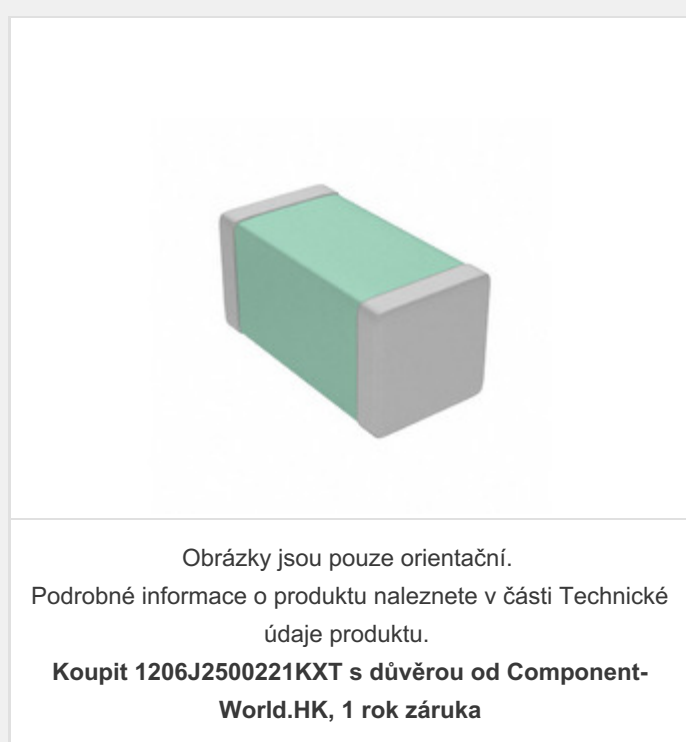 Obrázky jsou pouze orientační.
Podrobné informace o produktu naleznete v části Technické
údaje produktu.
Koupit 1206J2500221KXT s důvěrou od Component-
World.HK, 1 rok záruka